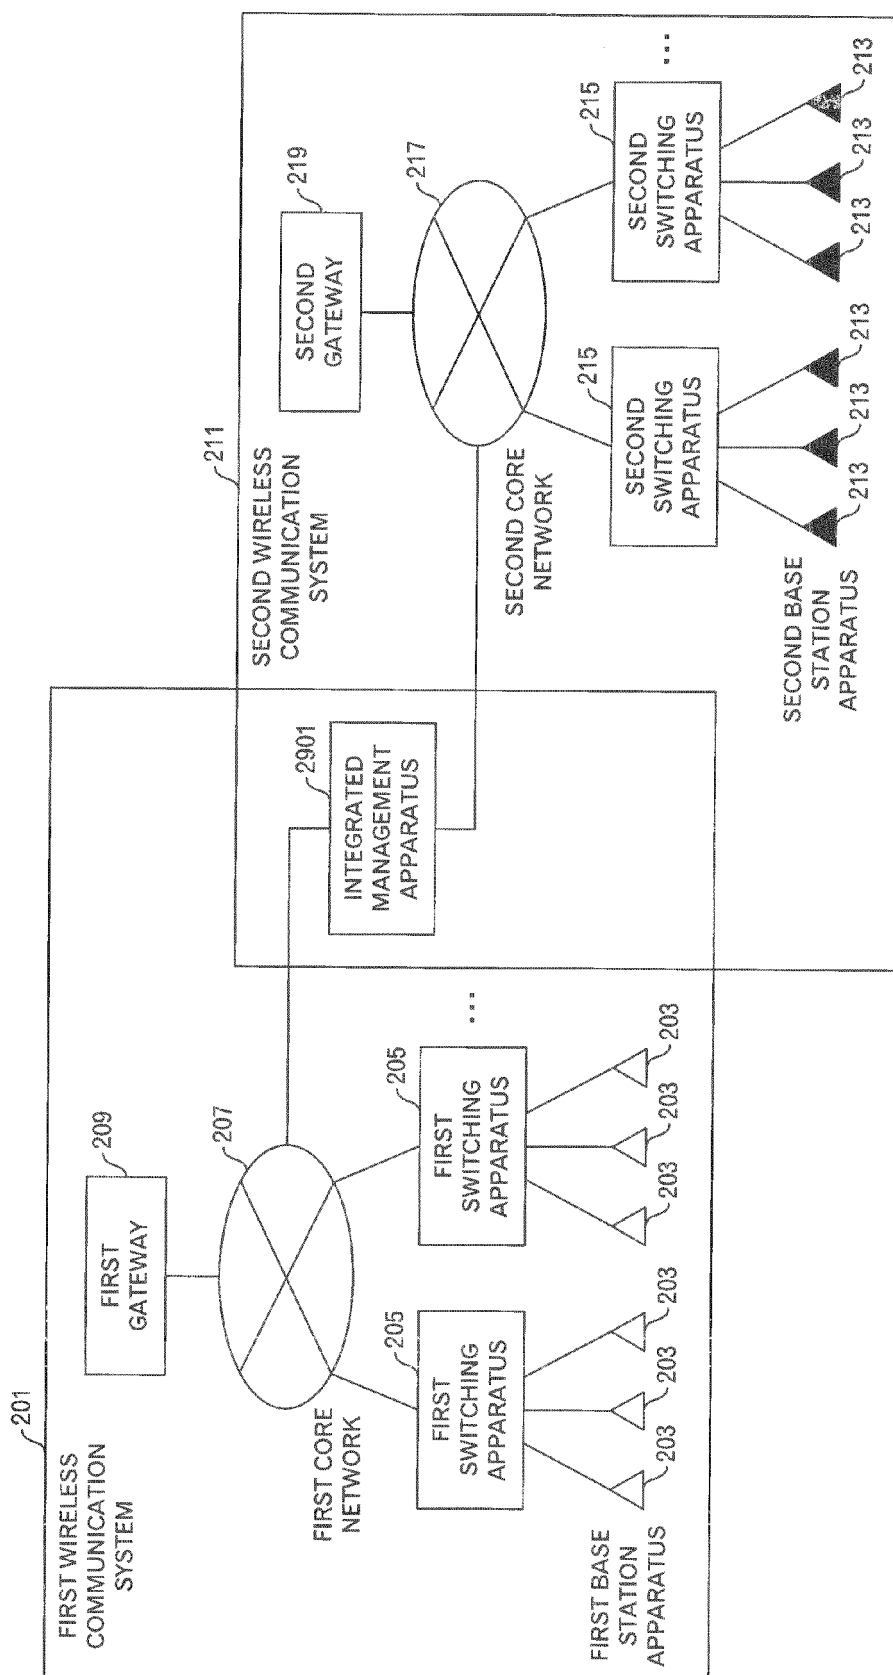 201
FIRST WIRELESS
COMMUNICATION
SYSTEM
209
FIRST
GATEWAY
207
FIRST CORE
NETWORK
205
FIRST
SWITCHING
APPARATUS
205
FIRST
SWITCHING
APPARATUS
...
203
203
203
203
203
203
FIRST BASE
STATION
APPARATUS
2901
INTEGRATED
MANAGEMENT
APPARATUS
211
SECOND WIRELESS
COMMUNICATION
SYSTEM
219
SECOND
GATEWAY
217
SECOND CORE
NETWORK
215
SECOND
SWITCHING
APPARATUS
215
SECOND
SWITCHING
APPARATUS
...
213
213
213
213
213
213
SECOND BASE
STATION
APPARATUS